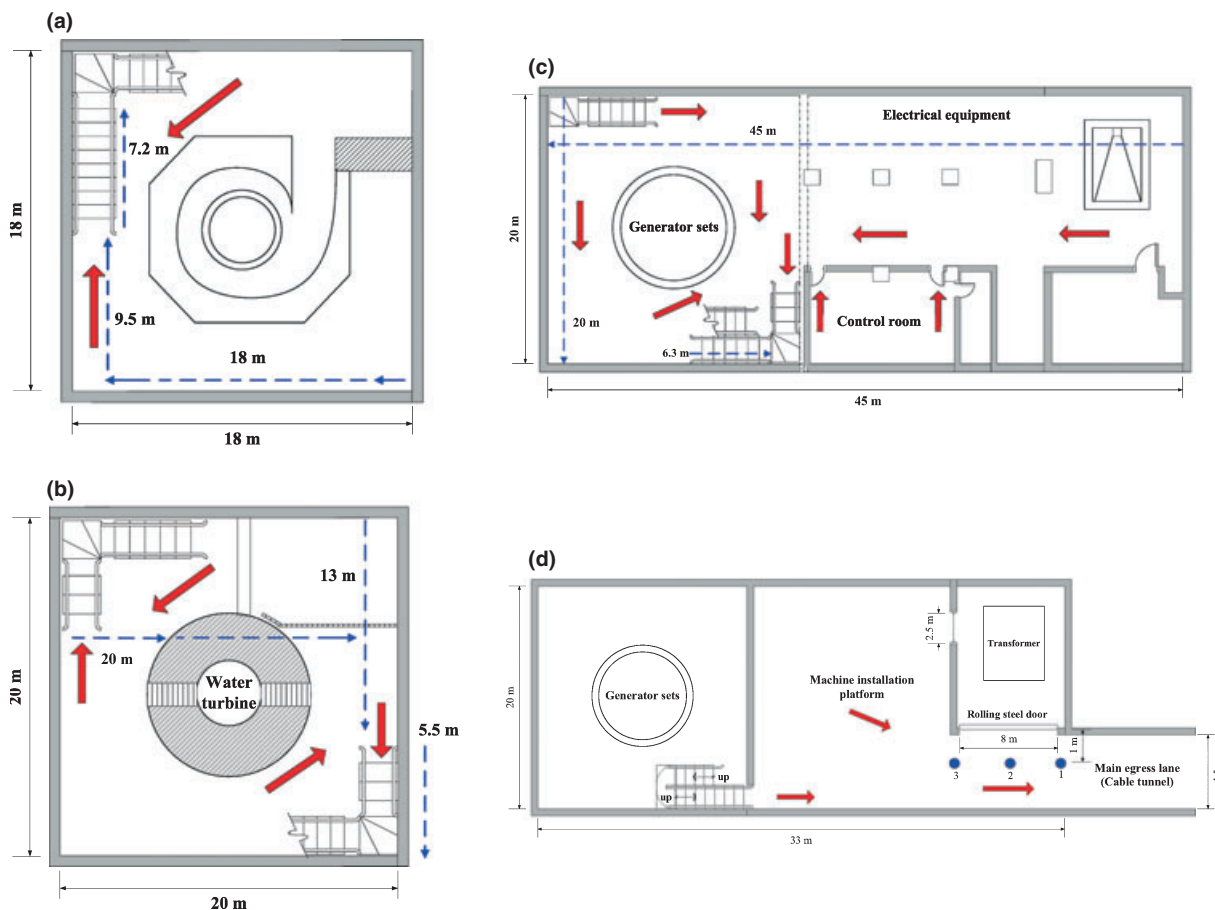 (a)
7.2 m
18 m
9.5 m
18 m
18 m
(b)
13 m
20 m
20 m
Water
turbine
5.5 m
20 m
(c)
Electrical equipment
45 m
20 m
Generator sets
20 m
Control room
6.3 m
45 m
(d)
2.5 m
Transformer
20 m
Generator sets
Machine installation
platform
Rolling steel door
8 m
1 m
up
up
3
2
1
Main egress lane
(Cable tunnel)
33 m